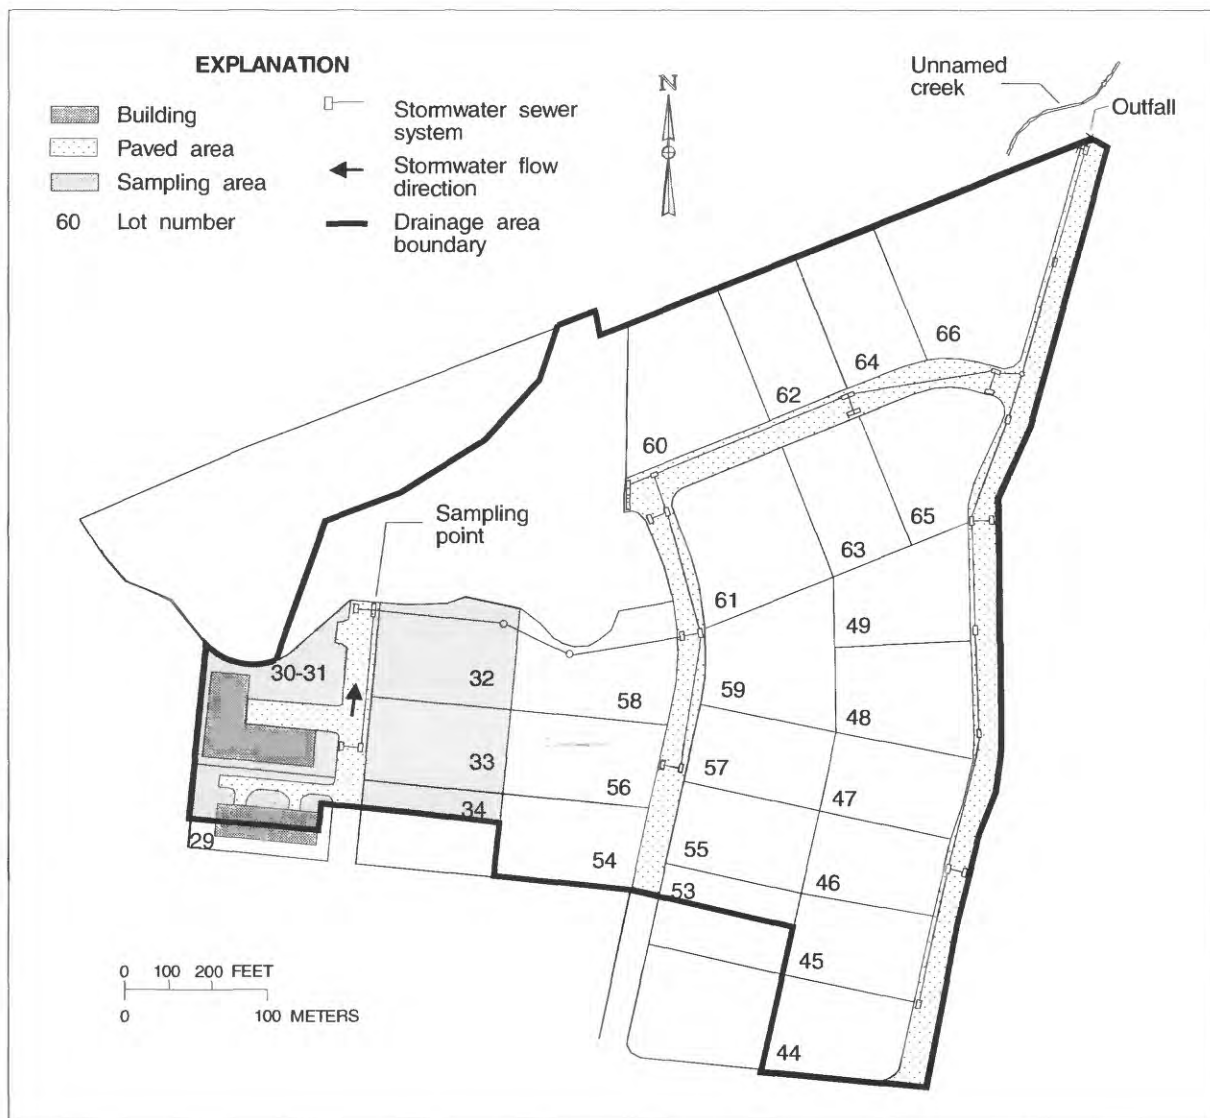 EXPLANATION
Building
Paved area
Sampling area
60 Lot number
Stormwater sewer
system
Stormwater flow
direction
Drainage area
boundary
N
Unnamed
creek
Outfall
66
64
62
60
Sampling
point
65
63
61
49
30-31
32
58
59
48
33
56
57
47
34
29
54
55
53
46
45
44
0 100 200 FEET
0 100 METERS